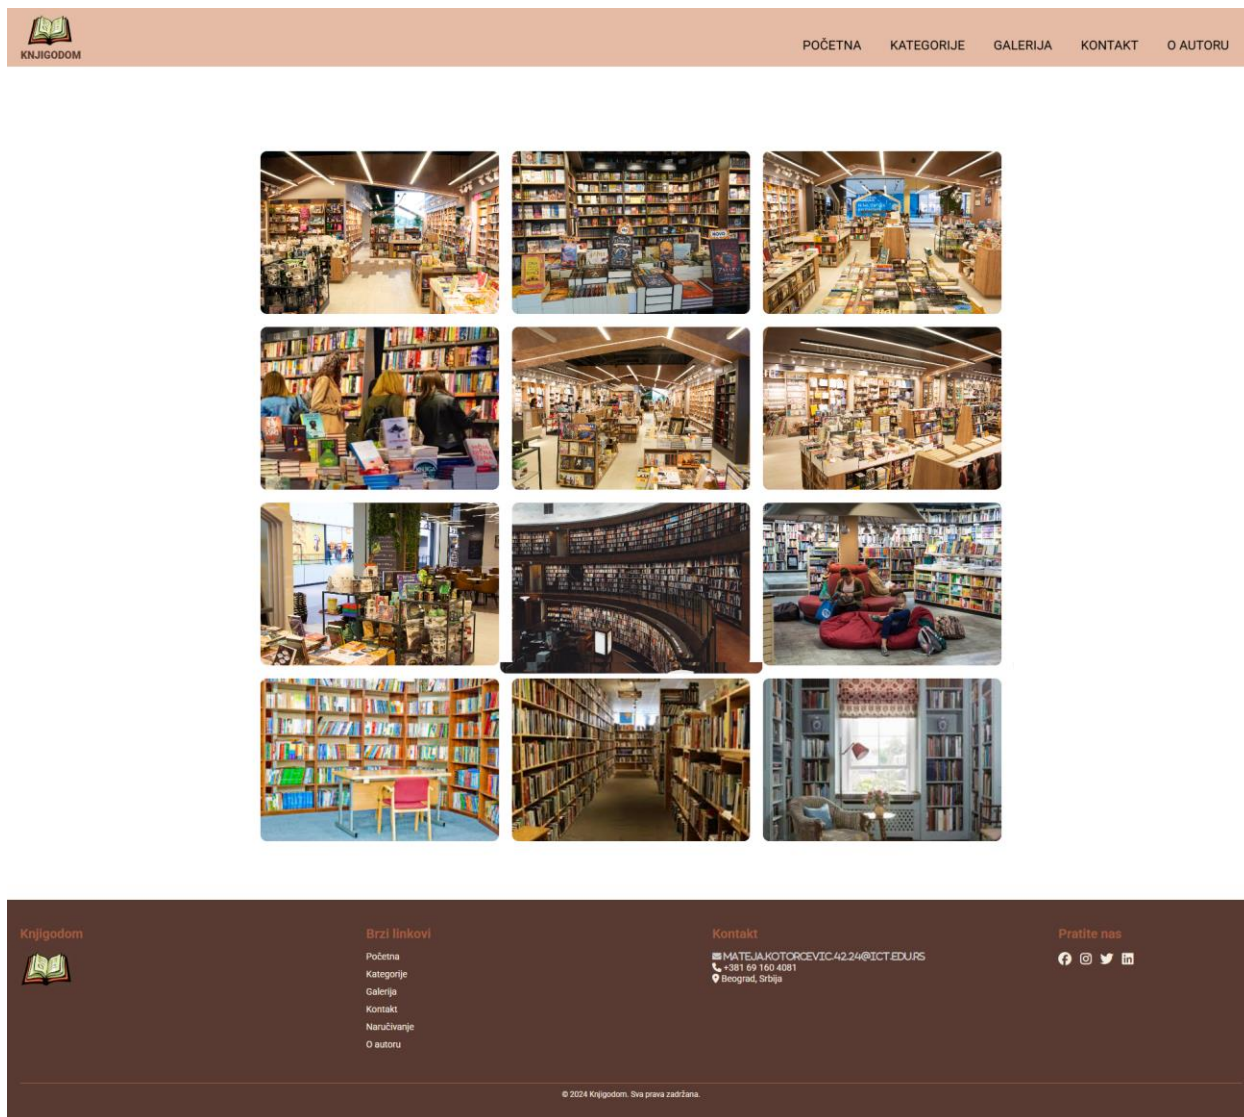 KNJIGODOM
POČETNA KATEGORIJE GALERIJA KONTAKT O AUTORU
NOVO
Knjigodom
Brzi linkovi
Početna
Kategorije
Galerija
Kontakt
Naručivanje
O autoru
Kontakt
MATEJA.KOTORCEVIC.42.24@ICT.EDU.RS
+381 69 160 4081
Beograd, Srbija
Pratite nas
© 2024 Knjigodom. Sva prava zadržana.